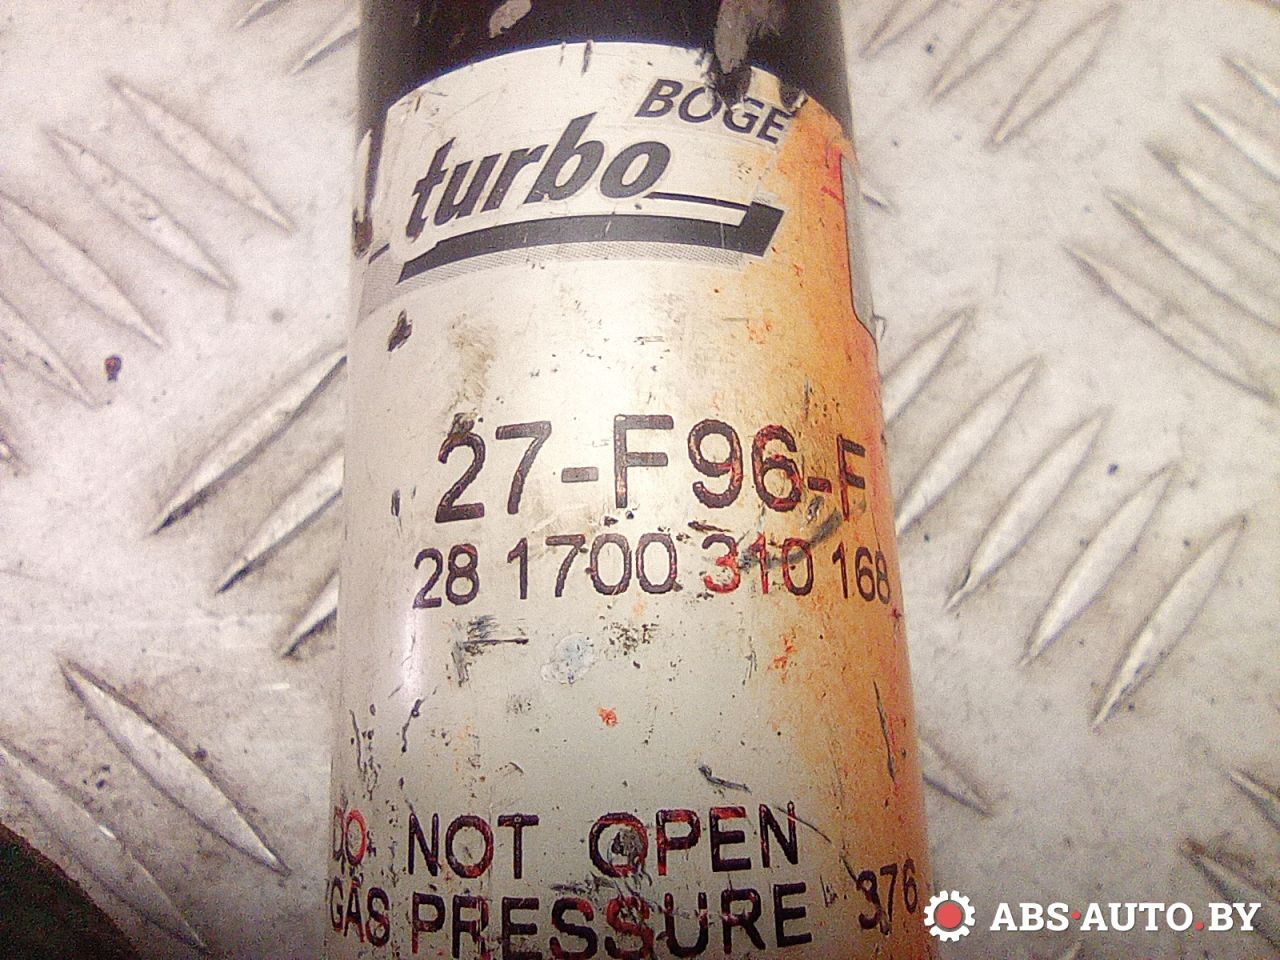 BOGE
turbo
27-F96-F
28 1700 310 168
DO NOT OPEN
GAS PRESSURE 376
ABS·AUTO.BY